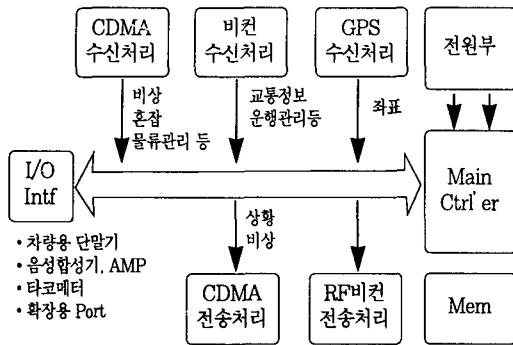 CDMA
수신처리
비컨
수신처리
GPS
수신처리
전원부
비상
혼잡
물류관리 등
교통정보
운행관리등
좌표
I/O
Intf
Main
Ctrl'er
• 차량용 단말기
• 음성합성기, AMP
• 타코메터
• 확장용 Port
상황
비상
CDMA
전송처리
RF비컨
전송처리
Mem